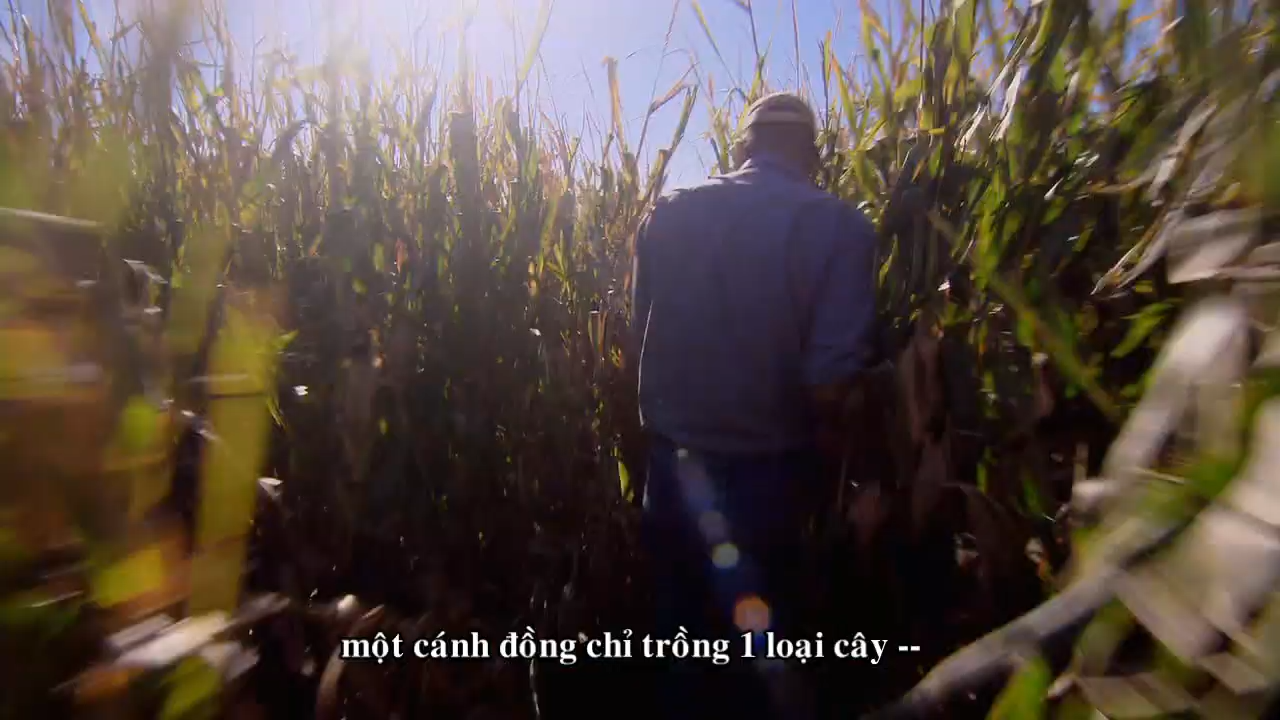 một cánh đồng chỉ trồng 1 loại cây --